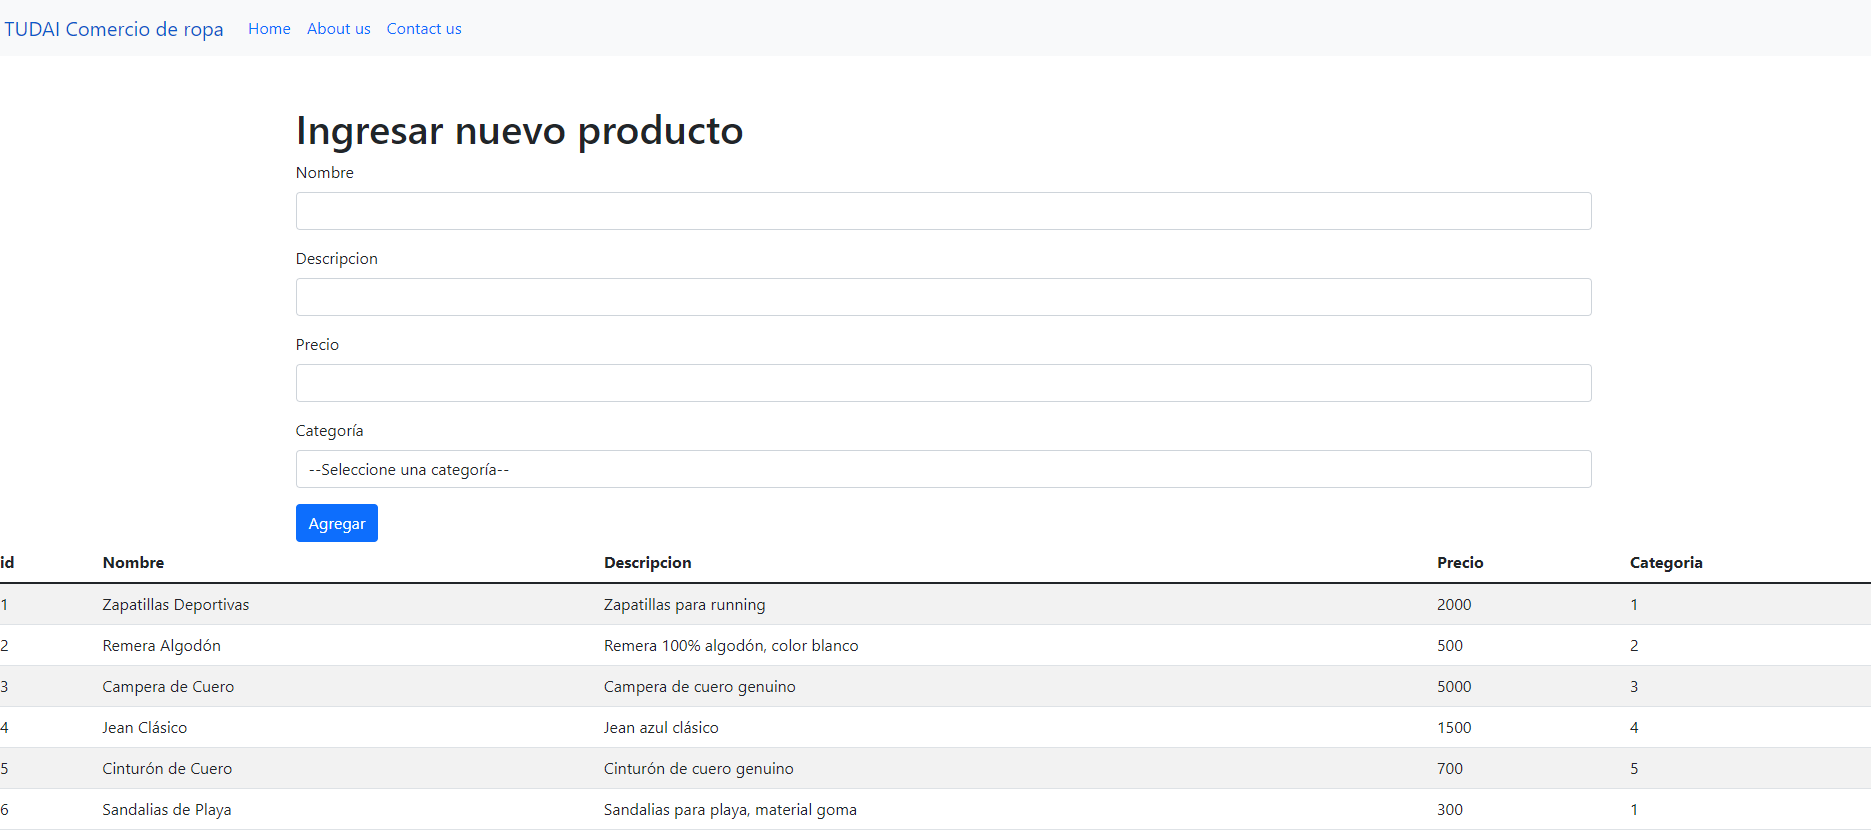 TUDAI Comercio de ropa Home About us Contact us
Ingresar nuevo producto
Nombre
Descripcion
Precio
Categoría
--Seleccione una categoría--
Agregar
id Nombre Descripcion Precio Categoria
1 Zapatillas Deportivas Zapatillas para running 2000 1
2 Remera Algodón Remera 100% algodón, color blanco 500 2
3 Campera de Cuero Campera de cuero genuino 5000 3
4 Jean Clásico Jean azul clásico 1500 4
5 Cinturón de Cuero Cinturón de cuero genuino 700 5
6 Sandalias de Playa Sandalias para playa, material goma 300 1